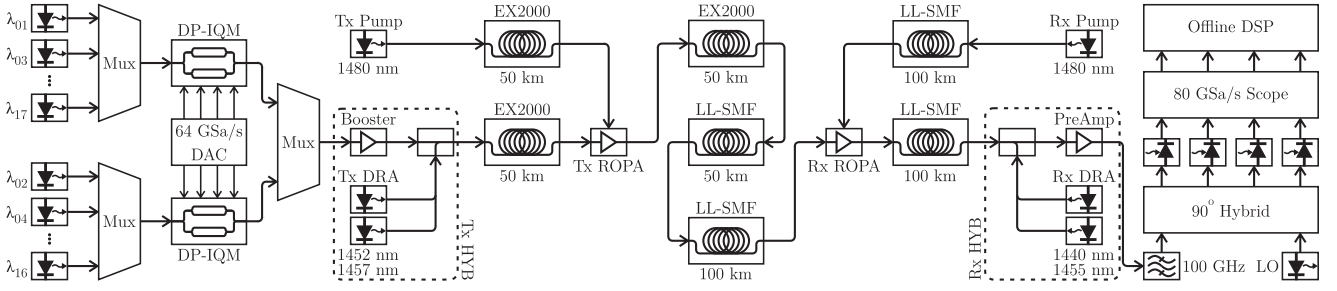 λ01
λ03
λ17
Mux
DP-IQM
64 GSa/s
DAC
λ02
λ04
λ16
Mux
DP-IQM
Mux
Tx Pump
1480 nm
EX2000
50 km
Booster
Tx DRA
1452 nm
1457 nm
Tx HYB
EX2000
50 km
Tx ROPA
EX2000
50 km
LL-SMF
50 km
LL-SMF
100 km
LL-SMF
100 km
Rx Pump
1480 nm
Rx ROPA
LL-SMF
100 km
Rx HYB
PreAmp
Rx DRA
1440 nm
1455 nm
Offline DSP
80 GSa/s Scope
90° Hybrid
100 GHz
LO